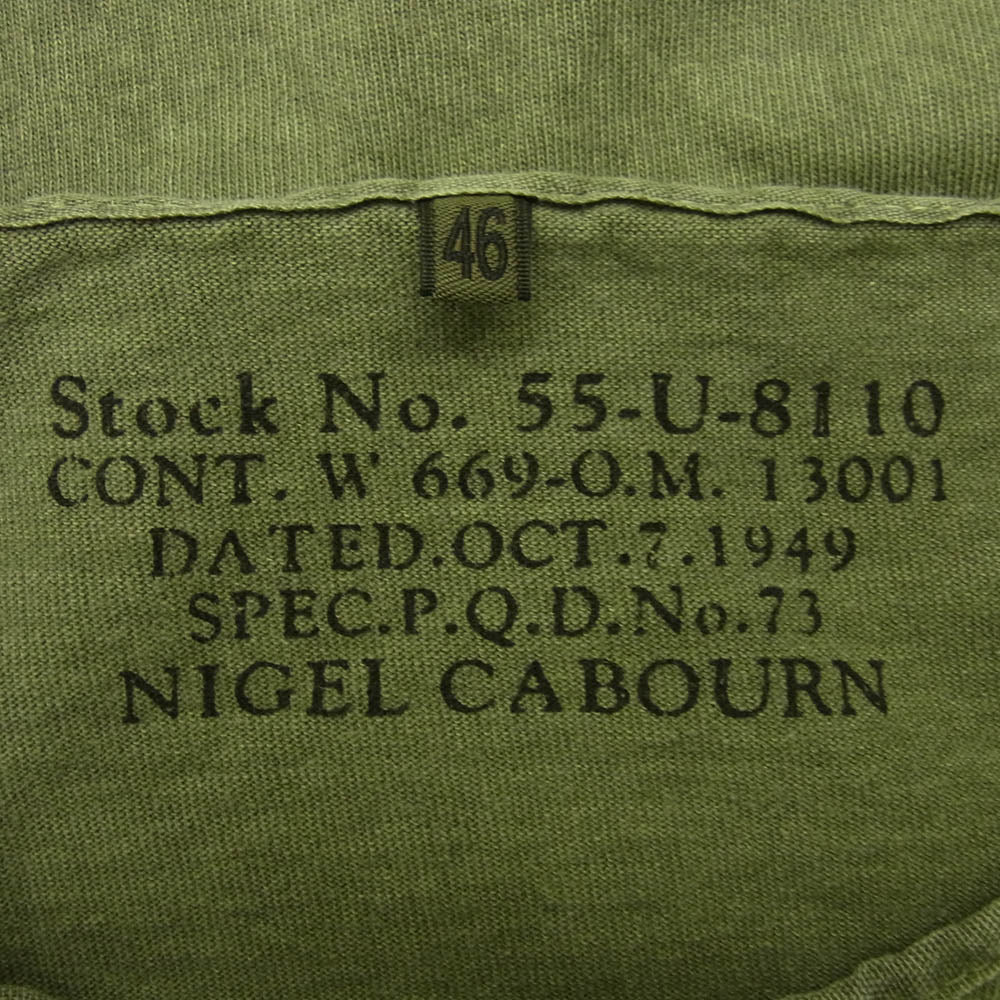 46
Stock No. 55-U-8110
CONT. W 669-O.M. 13001
DATED.OCT.7.1949
SPEC.P.Q.D.No.73
NIGEL CABOURN